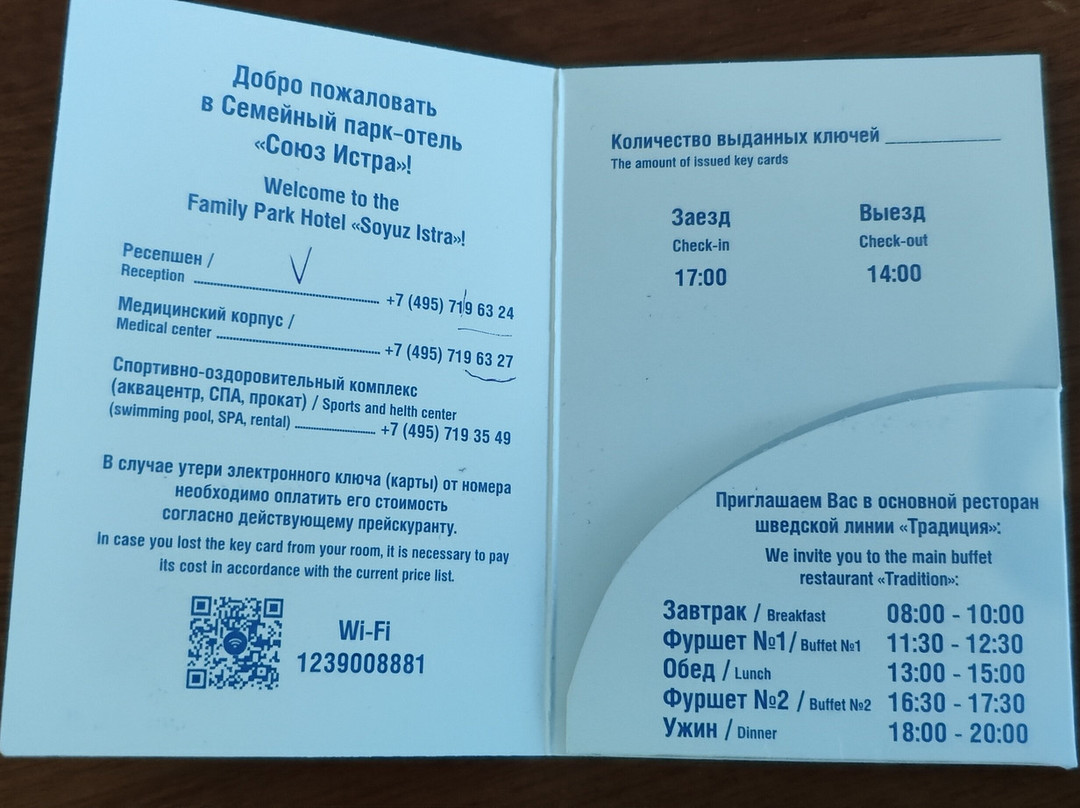 Добро пожаловать
в Семейный парк-отель
«Союз Истра»!
Welcome to the
Family Park Hotel «Soyuz Istra»!
Ресепшен /
Reception ........ +7 (495) 719 63 24
Медицинский корпус /
Medical center ........ +7 (495) 719 63 27
Спортивно-оздоровительный комплекс
(аквацентр, СПА, прокат) / Sports and helth center
(swimming pool, SPA, rental) ........ +7 (495) 719 35 49
В случае утери электронного ключа (карты) от номера
необходимо оплатить его стоимость
согласно действующему прейскуранту.
In case you lost the key card from your room, it is necessary to pay
its cost in accordance with the current price list.
Wi-Fi
1239008881
Количество выданных ключей ________
The amount of issued key cards
Заезд Выезд
Check-in Check-out
17:00 14:00
Приглашаем Вас в основной ресторан
шведской линии «Традиция»:
We invite you to the main buffet
restaurant «Tradition»:
Завтрак / Breakfast 08:00 - 10:00
Фуршет №1/ Buffet №1 11:30 - 12:30
Обед / Lunch 13:00 - 15:00
Фуршет №2 / Buffet №2 16:30 - 17:30
Ужин / Dinner 18:00 - 20:00